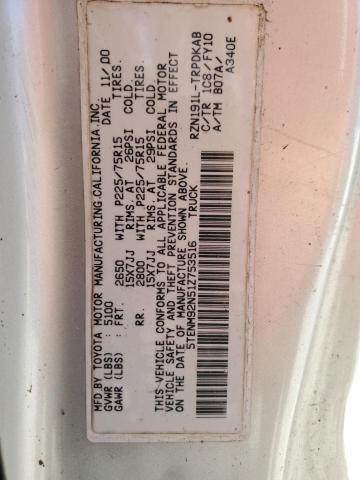 MFD.BY TOYOTA MOTOR MANUFACTURING,CALIFORNIA,INC. 11/00
GVWR (LBS) : 5100
GAWR (LBS) : FRT. 2650 WITH P225/75R15 TIRES.
15X7JJ RIMS, AT 26PSI COLD
RR. 2800 WITH P225/75R15 TIRES.
15X7JJ RIMS, AT 29PSI COLD
THIS VEHICLE CONFORMS TO ALL APPLICABLE FEDERAL MOTOR
VEHICLE SAFETY AND THEFT PREVENTION STANDARDS IN EFFECT
ON THE DATE OF MANUFACTURE SHOWN ABOVE.
5TENM92N51Z753516 TRUCK
RZN191L-TRPDKAB
C/TR 1C8/FY10
A/TM B07A/
A340E